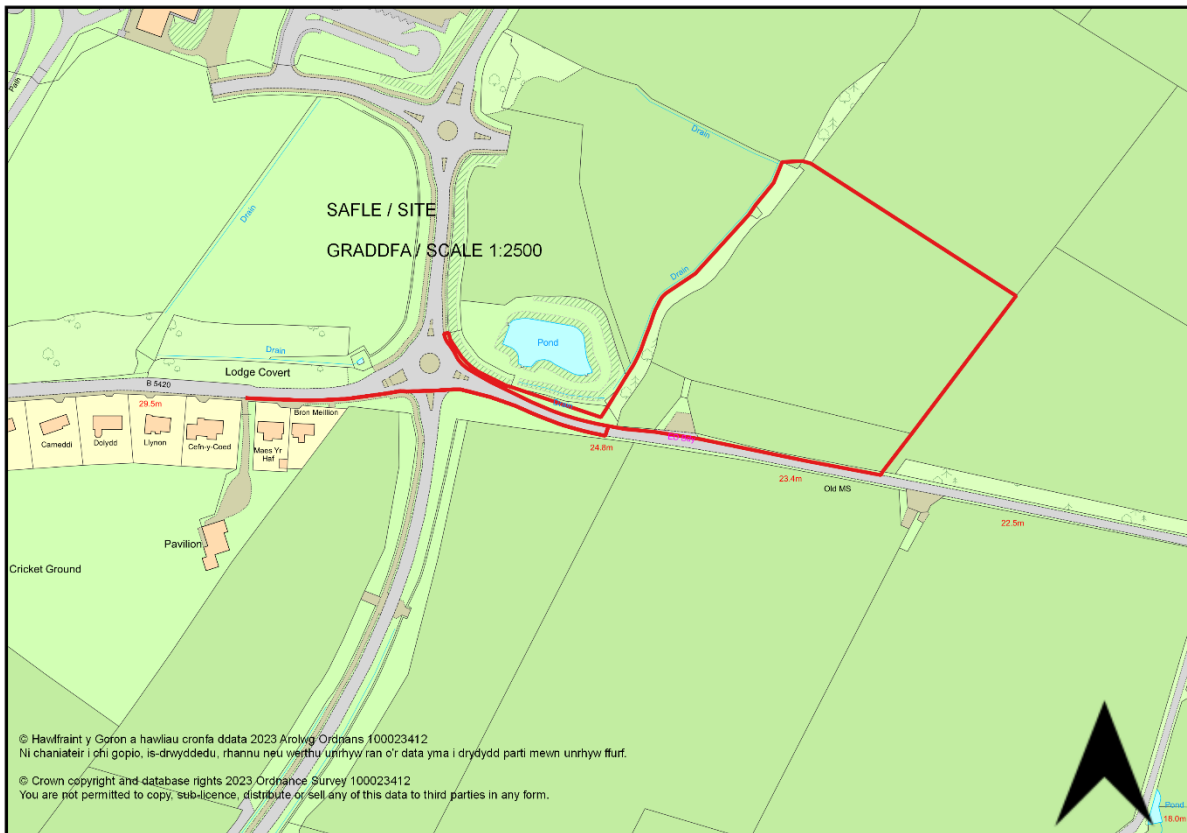 Path
Drain
Drain
SAFLE / SITE
GRADDFA / SCALE 1:2500
Drain
Pond
Drain
Lodge Covert
B 5420
29.5m
Bron Meillion
Carneddi
Dolydd
Llynon
Cefn-y-Coed
Maes Yr
Haf
24.8m
23.4m
Old MS
22.5m
Pavilion
Cricket Ground
© Hawlfraint y Goron a hawliau cronfa ddata 2023 Arolwg Ordnans 100023412
Ni chaniateir i chi gopio, is-drwyddedu, rhannu neu werthu unrhyw ran o'r data yma i drydydd parti mewn unrhyw ffurf.
© Crown copyright and database rights 2023 Ordnance Survey 100023412
You are not permitted to copy, sub-licence, distribute or sell any of this data to third parties in any form.
Pond
18.0m